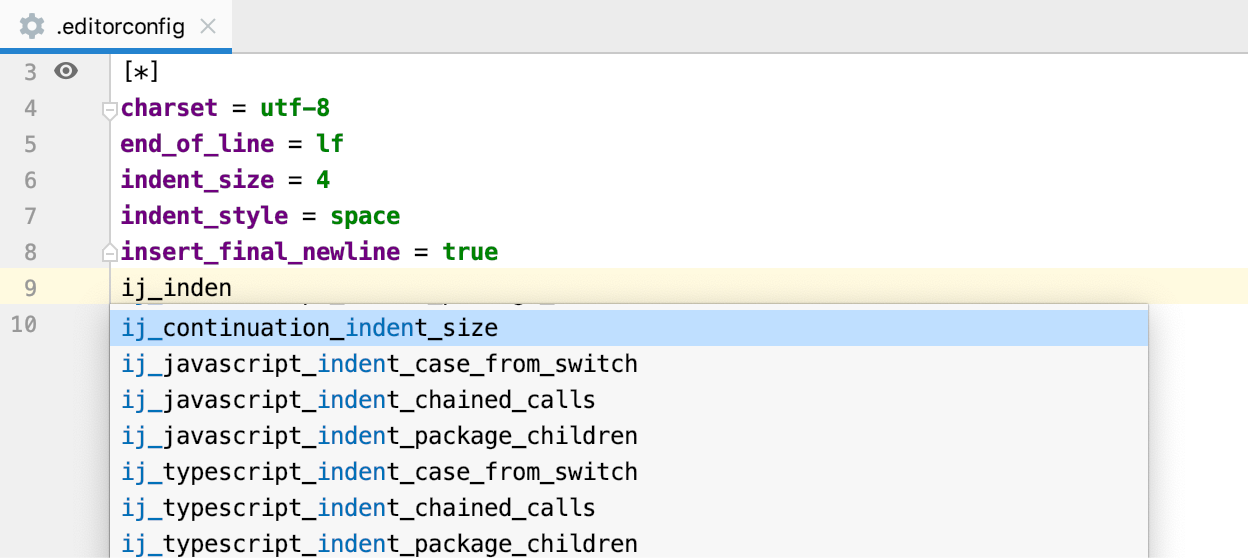 .editorconfig
3 [*]
4 charset = utf-8
5 end_of_line = lf
6 indent_size = 4
7 indent_style = space
8 insert_final_newline = true
9 ij_inden
10
ij_continuation_indent_size
ij_javascript_indent_case_from_switch
ij_javascript_indent_chained_calls
ij_javascript_indent_package_children
ij_typescript_indent_case_from_switch
ij_typescript_indent_chained_calls
ij_typescript_indent_package_children